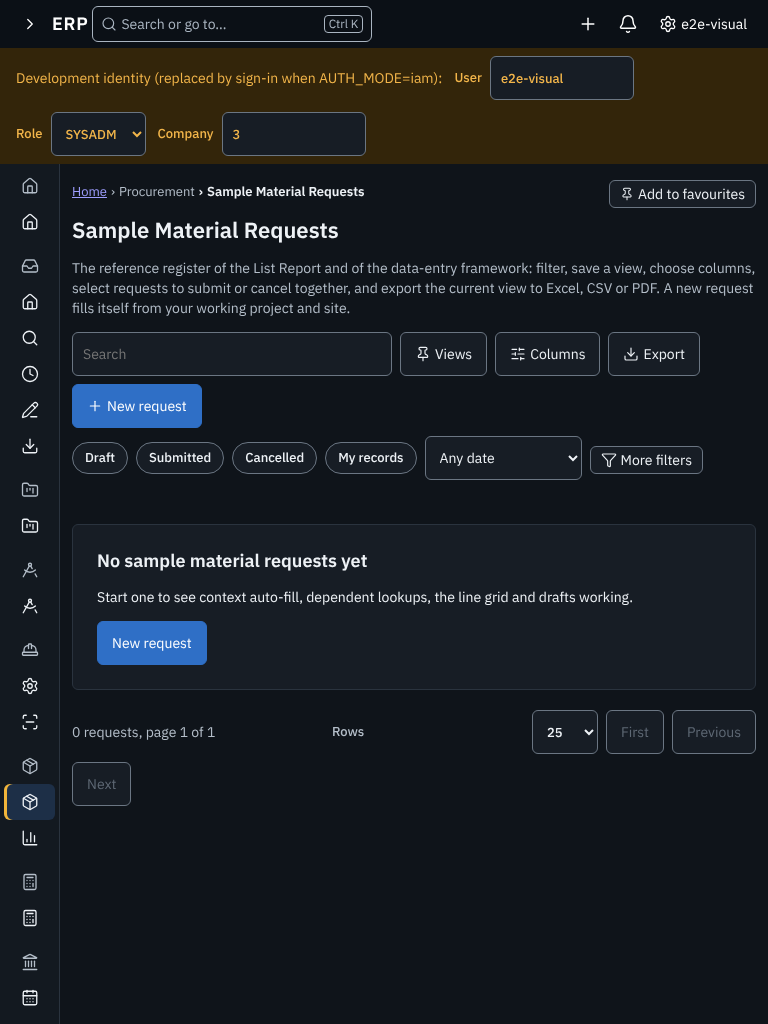 ERP
Search or go to...
Ctrl K
e2e-visual
Development identity (replaced by sign-in when AUTH_MODE=iam):
User
e2e-visual
Role
SYSADM
Company
3
Home › Procurement › Sample Material Requests
Add to favourites
Sample Material Requests
The reference register of the List Report and of the data-entry framework: filter, save a view, choose columns,
select requests to submit or cancel together, and export the current view to Excel, CSV or PDF. A new request
fills itself from your working project and site.
Search
Views
Columns
Export
New request
Draft
Submitted
Cancelled
My records
Any date
More filters
No sample material requests yet
Start one to see context auto-fill, dependent lookups, the line grid and drafts working.
New request
0 requests, page 1 of 1
Rows
25
First
Previous
Next